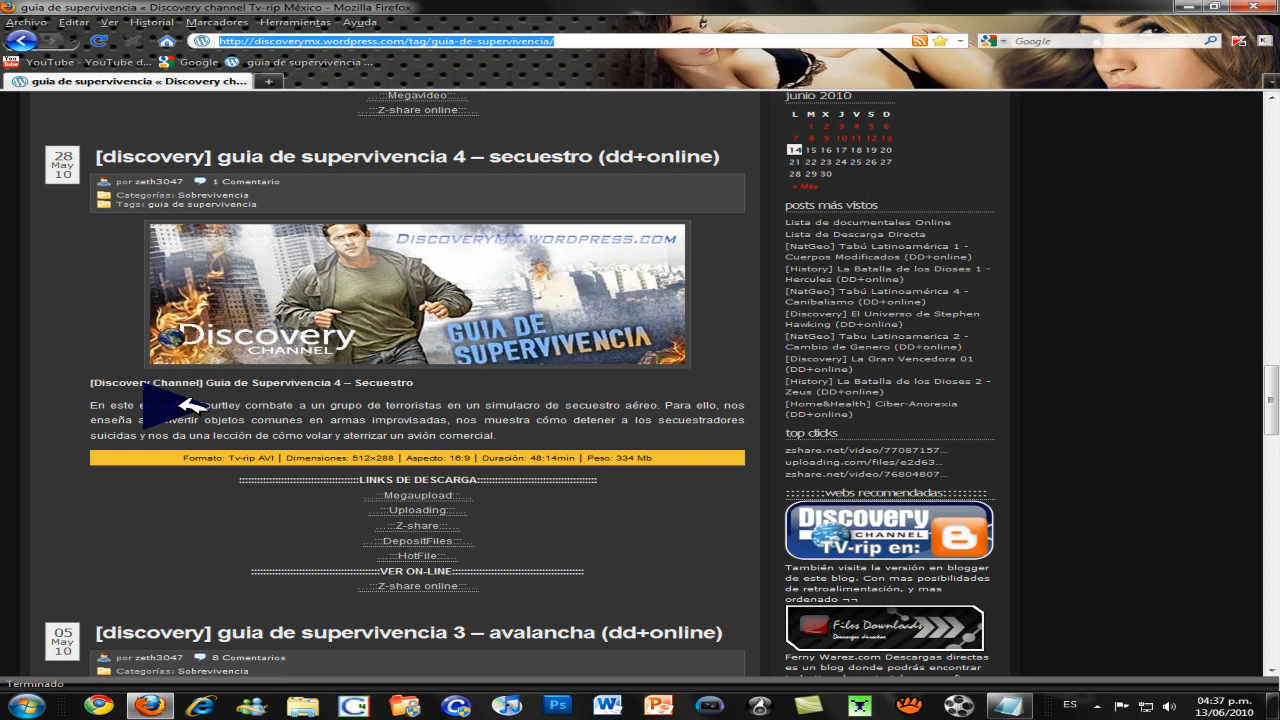 guia de supervivencia « Discovery channel Tv-rip México - Mozilla Firefox
Archivo Editar Ver Historial Marcadores Herramientas Ayuda
http://discoverymx.wordpress.com/tag/guia-de-supervivencia/
Google
YouTube - YouTube d... Google guia de supervivencia ...
guia de supervivencia « Discovery ch...
...:::Megavideo:::...
...:::Z-share online:::...
28
May
10
[discovery] guia de supervivencia 4 – secuestro (dd+online)
por zeth3047 1 Comentario
Categorías: Sobrevivencia
Tags: guia de supervivencia
DiscoveryMX.wordpress.com
Discovery
CHANNEL
GUIA DE
SUPERVIVENCIA
[Discovery Channel] Guia de Supervivencia 4 – Secuestro
En este combate a un grupo de terroristas en un simulacro de secuestro aéreo. Para ello, nos
enseña a objetos comunes en armas improvisadas, nos muestra cómo detener a los secuestradores
suicidas y nos da una lección de cómo volar y aterrizar un avión comercial.
Formato: Tv-rip AVI | Dimensiones: 512×288 | Aspecto: 16:9 | Duración: 48:14min | Peso: 334 Mb
::::::::::::::::::::::::::::::::::::::::LINKS DE DESCARGA::::::::::::::::::::::::::::::::::::::::
...:::Megaupload:::...
...:::Uploading:::...
...:::Z-share:::...
...:::DepositFiles:::...
...:::HotFile:::...
::::::::::::::::::::::::::::::::::::::::::::VER ON-LINE::::::::::::::::::::::::::::::::::::::::::::
...:::Z-share online:::...
05
May
10
[discovery] guia de supervivencia 3 – avalancha (dd+online)
por zeth3047 8 Comentarios
Categorías: Sobrevivencia
junio 2010
L M X J V S D
1 2 3 4 5 6
7 8 9 10 11 12 13
14 15 16 17 18 19 20
21 22 23 24 25 26 27
28 29 30
« May
posts más vistos
Lista de documentales Online
Lista de Descarga Directa
[NatGeo] Tabú Latinoamérica 1 -
Cuerpos Modificados (DD+online)
[History] La Batalla de los Dioses 1 -
Hercules (DD+online)
[NatGeo] Tabú Latinoamérica 4 -
Canibalismo (DD+online)
[Discovery] El Universo de Stephen
Hawking (DD+online)
[NatGeo] Tabu Latinoamerica 2 -
Cambio de Genero (DD+online)
[Discovery] La Gran Vencedora 01
(DD+online)
[History] La Batalla de los Dioses 2 -
Zeus (DD+online)
[Home&Health] Ciber-Anorexia
(DD+online)
top clicks
zshare.net/video/77087157...
uploading.com/files/e2d63...
zshare.net/video/76804807...
::::::::webs recomendadas::::::::
Discovery
CHANNEL
TV-rip en:
También visita la versión en blogger
de este blog. Con mas posibilidades
de retroalimentación, y mas
ordenado ¬¬
Files Downloads
Descarga directas
Ferny Warez.com Descargas directas
es un blog donde podrás encontrar
Terminado
ES
04:37 p.m.
13/06/2010